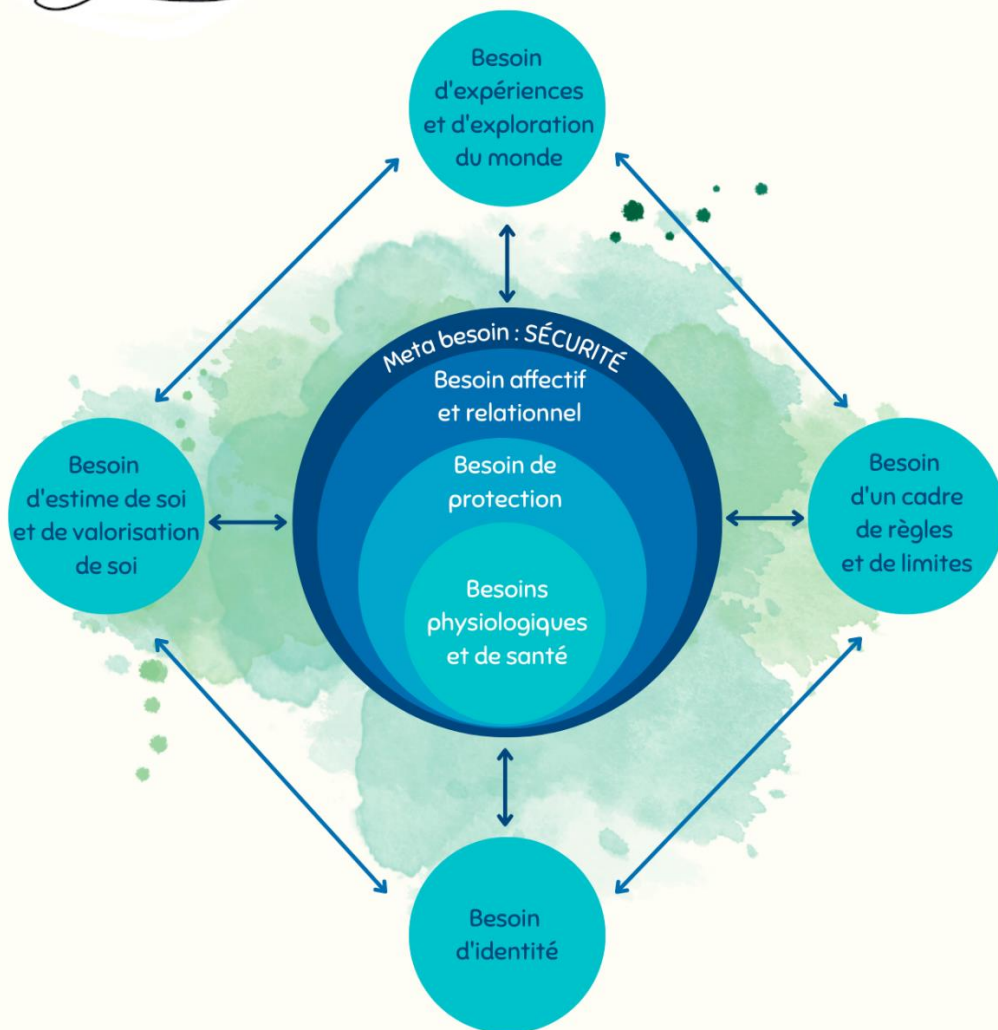 Besoin
d'expériences
et d'exploration
du monde
Meta besoin : SÉCURITÉ
Besoin affectif
et relationnel
Besoin de
protection
Besoins
physiologiques
et de santé
Besoin
d'estime de soi
et de valorisation
de soi
Besoin
d'un cadre
de règles
et de limites
Besoin
d'identité